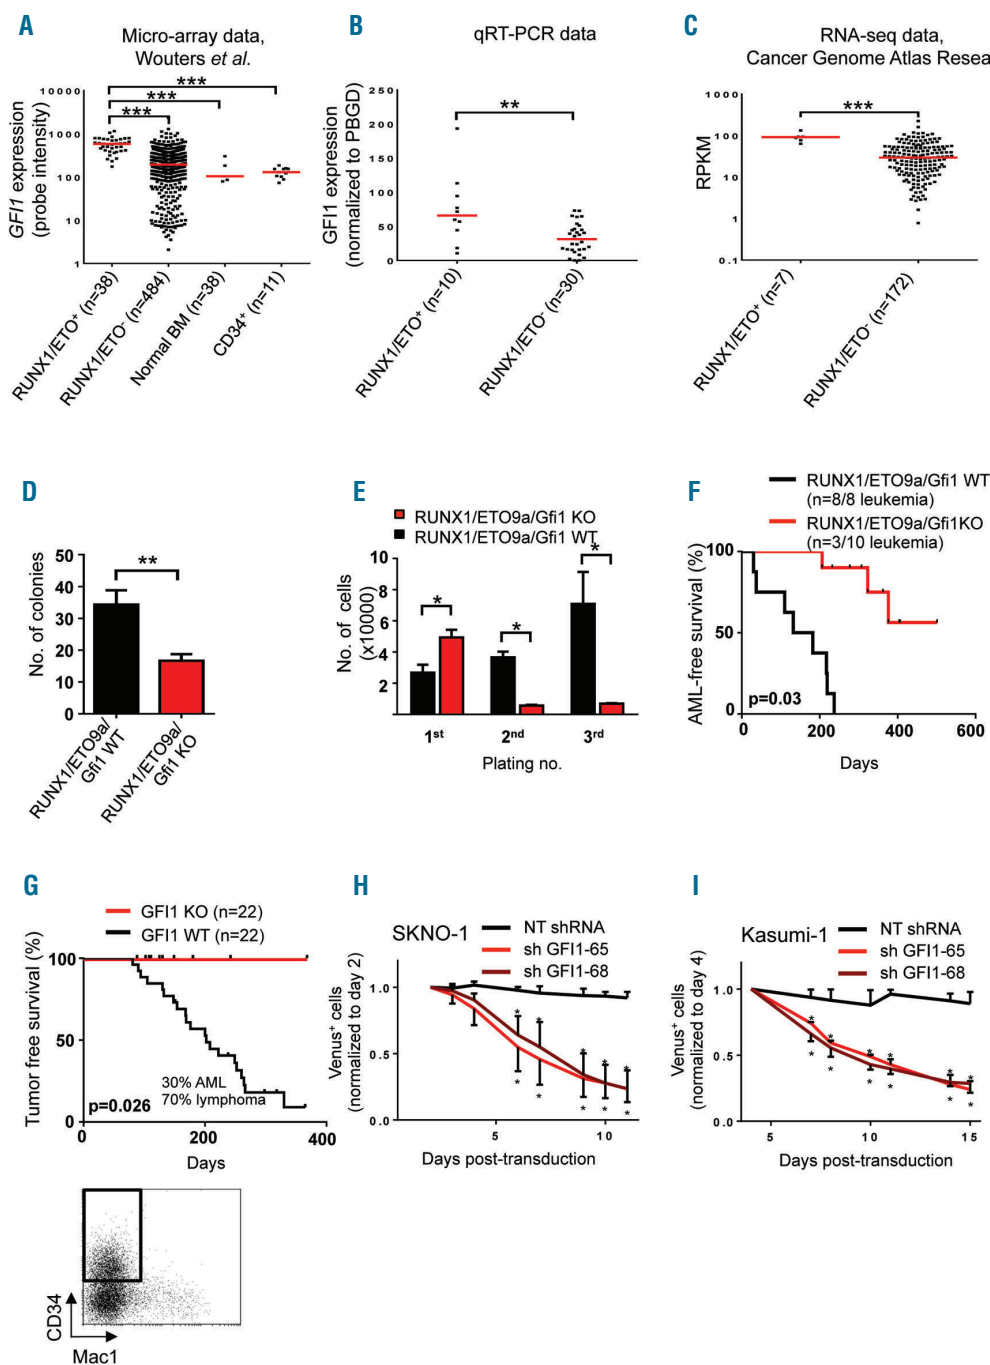 A
Micro-array data,
Wouters et al.
***
***
***
GFI1 expression
(probe intensity)
10000
1000
100
10
1
RUNX1/ETO+ (n=38)
RUNX1/ETO- (n=484)
Normal BM (n=38)
CD34+ (n=11)
B
qRT-PCR data
**
GFI1 expression
(normalized to PBGD)
250
200
150
100
50
0
RUNX1/ETO+ (n=10)
RUNX1/ETO- (n=30)
C
RNA-seq data,
Cancer Genome Atlas Resea
***
RPKM
1000
100
10
1
0.1
RUNX1/ETO+ (n=7)
RUNX1/ETO- (n=172)
D
**
No. of colonies
50
40
30
20
10
0
RUNX1/ETO9a/
Gfi1 WT
RUNX1/ETO9a/
Gfi1 KO
E
RUNX1/ETO9a/Gfi1 KO
RUNX1/ETO9a/Gfi1 WT
*
*
*
No. of cells
(x10000)
10
8
6
4
2
1st
2nd
3rd
Plating no.
F
RUNX1/ETO9a/Gfi1 WT
(n=8/8 leukemia)
RUNX1/ETO9a/Gfi1KO
(n=3/10 leukemia)
AML-free survival (%)
100
50
0
p=0.03
0
200
400
600
Days
G
GFI1 KO (n=22)
GFI1 WT (n=22)
Tumor free survival (%)
100
50
0
30% AML
70% lymphoma
p=0.026
0
200
400
Days
CD34
Mac1
H
SKNO-1
NT shRNA
sh GFI1-65
sh GFI1-68
Venus+ cells
(normalized to day 2)
1.0
0.5
0.0
* * * * *
* * * * *
5
10
Days post-transduction
I
Kasumi-1
NT shRNA
sh GFI1-65
sh GFI1-68
Venus+ cells
(normalized to day 4)
1.0
0.5
0.0
* * * * * *
* * * * * *
5
10
15
Days post-transduction